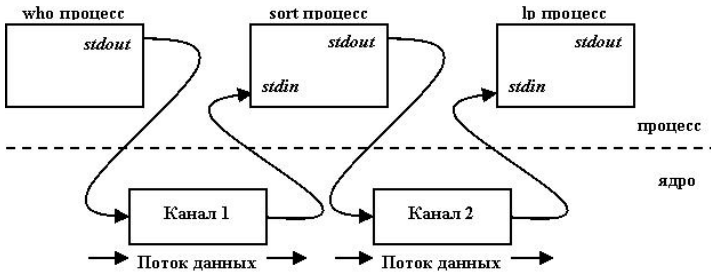 who процесс
sort процесс
lp процесс
stdout
stdout
stdout
stdin
stdin
процесс
ядро
Канал 1
Канал 2
Поток данных
Поток данных